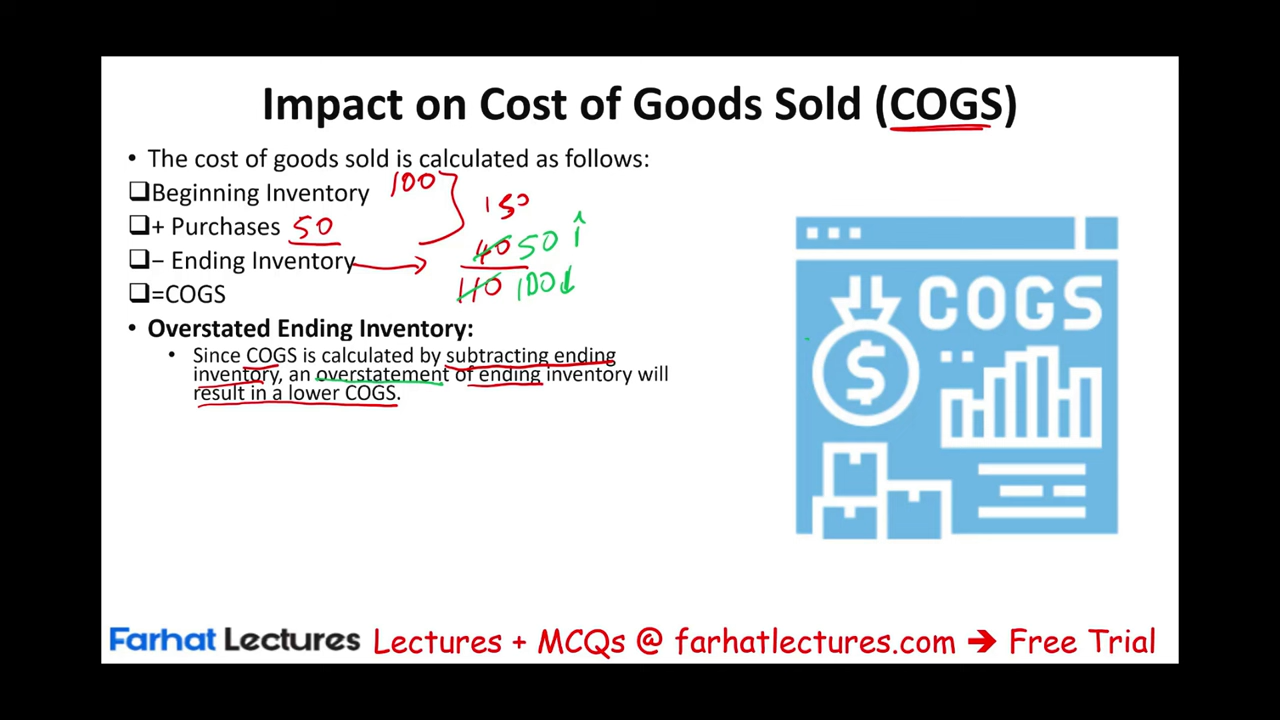 Impact on Cost of Goods Sold (COGS)
• The cost of goods sold is calculated as follows:
❑Beginning Inventory 100
150
❑+ Purchases 50
❑− Ending Inventory 40 50
❑=COGS 110 100
• Overstated Ending Inventory:
• Since COGS is calculated by subtracting ending
inventory, an overstatement of ending inventory will
result in a lower COGS.
COGS
$
Farhat Lectures Lectures + MCQs @ farhatlectures.com ➔ Free Trial